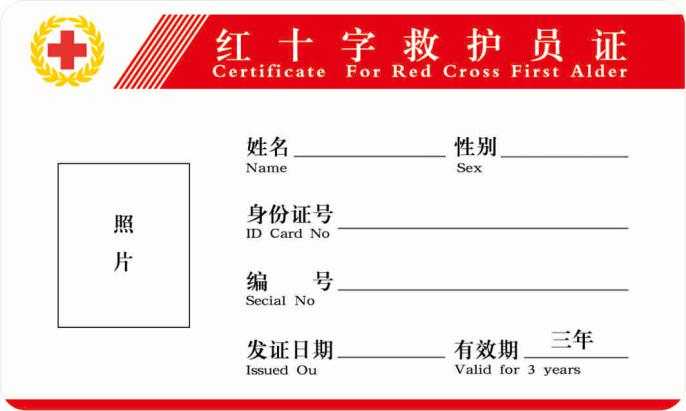 红十字救护员证
Certificate For Red Cross First Alder
姓名 性别
Name Sex
照
片
身份证号
ID Card No
编 号
Secial No
发证日期 有效期 三年
Issued Ou Valid for 3 years